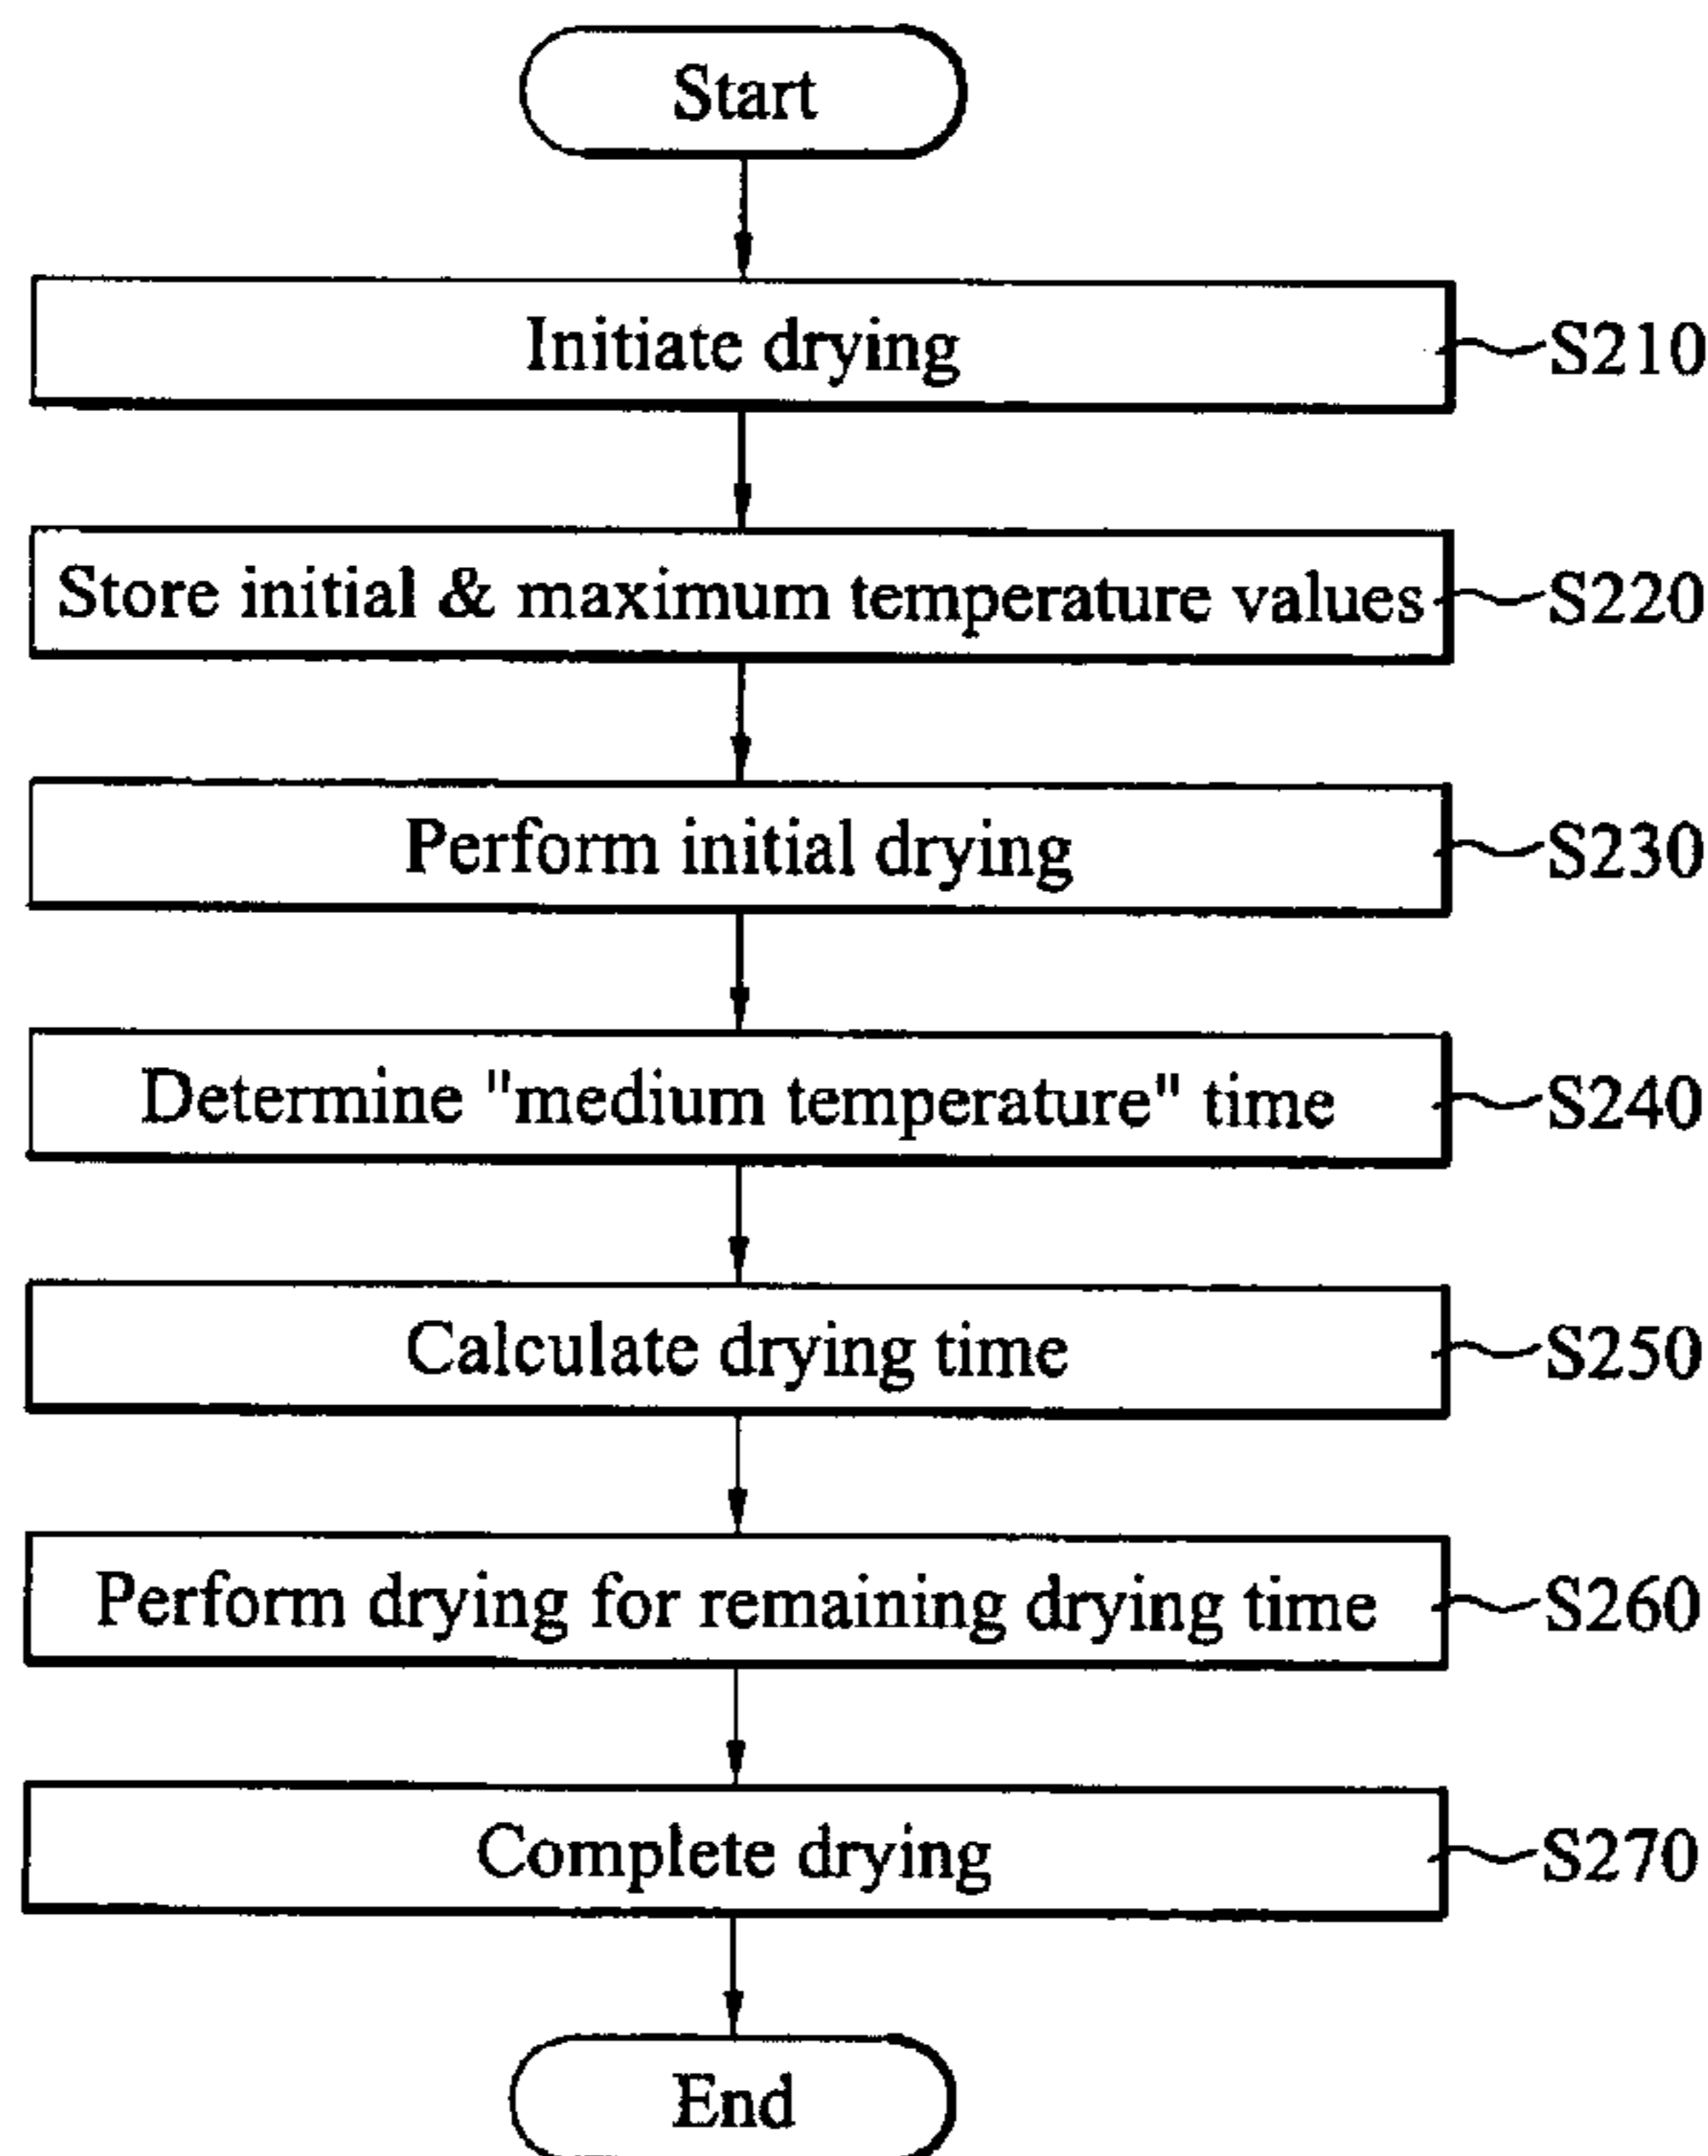 Start
Initiate drying
S210
Store initial & maximum temperature values
S220
Perform initial drying
S230
Determine "medium temperature" time
S240
Calculate drying time
S250
Perform drying for remaining drying time
S260
Complete drying
S270
End